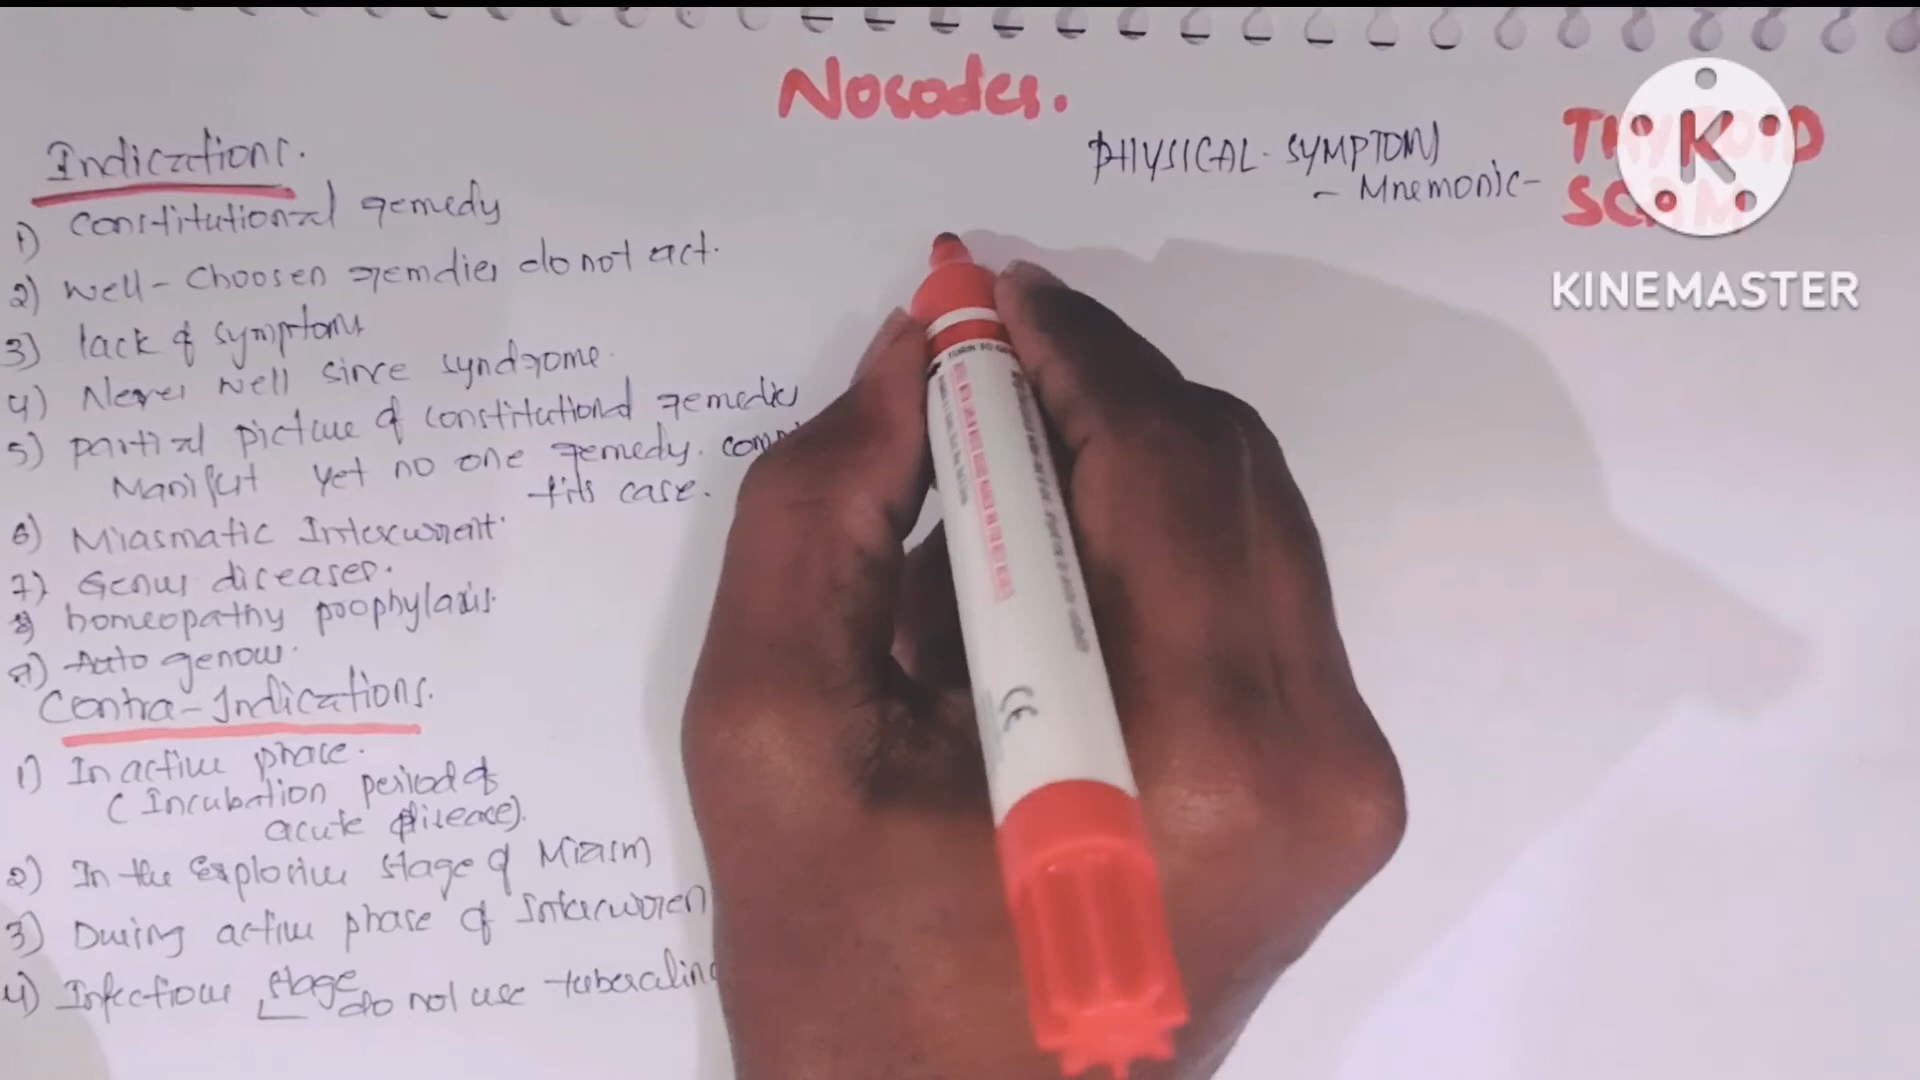 Nosodes.
Indications.
1) Constitutional remedy
2) Well-Choosen remdies do not act.
3) lack of symptoms
4) Never well since syndrome.
5) partial picture of constitutional remedies
Manifest yet no one remedy.
fits case.
6) Miasmatic Intercurrent.
7) Genus diseases.
8) homeopathy prophylaxis.
9) Auto genous.
Contra-Indications.
1) In active phase.
(Incubation period of
acute disease).
2) In the Explosive stage of Miasm
3) During active phase of
4) Infectious stage do not use tuberculin
PHYSICAL-SYMPTOMS
- Mnemonic -
K
KINEMASTER
CE